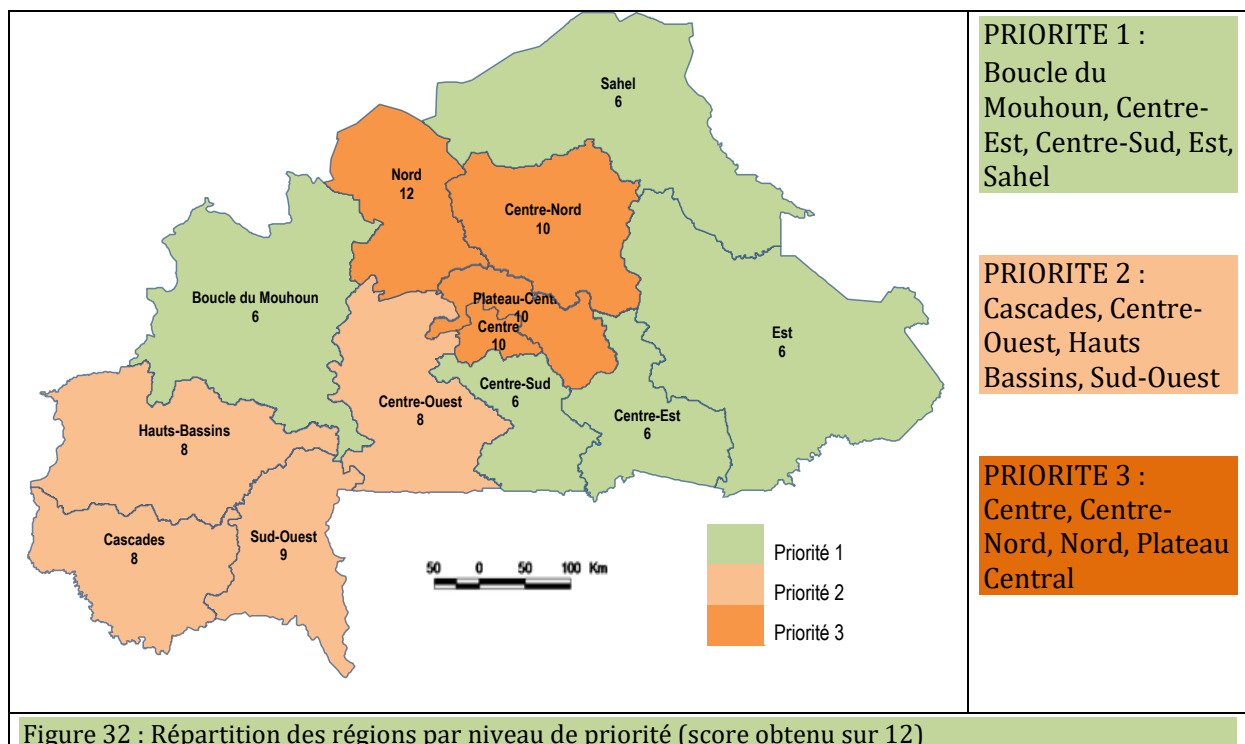 Sahel
6
Nord
12
Centre-Nord
10
Boucle du Mouhoun
6
Plateau-Cent
10
Centre
10
Est
6
Centre-Sud
6
Centre-Ouest
8
Centre-Est
6
Hauts-Bassins
8
Cascades
8
Sud-Ouest
9
50 0 50 100 Km
Priorité 1
Priorité 2
Priorité 3
PRIORITE 1 :
Boucle du
Mouhoun, Centre-
Est, Centre-Sud, Est,
Sahel
PRIORITE 2 :
Cascades, Centre-
Ouest, Hauts
Bassins, Sud-Ouest
PRIORITE 3 :
Centre, Centre-
Nord, Nord, Plateau
Central
Figure 32 : Répartition des régions par niveau de priorité (score obtenu sur 12)